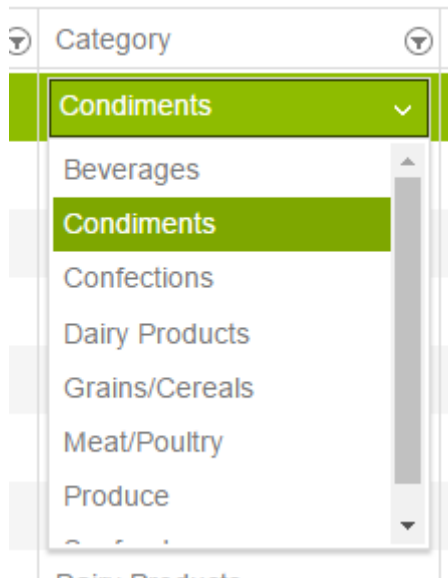 Category
Condiments
Beverages
Condiments
Confections
Dairy Products
Grains/Cereals
Meat/Poultry
Produce